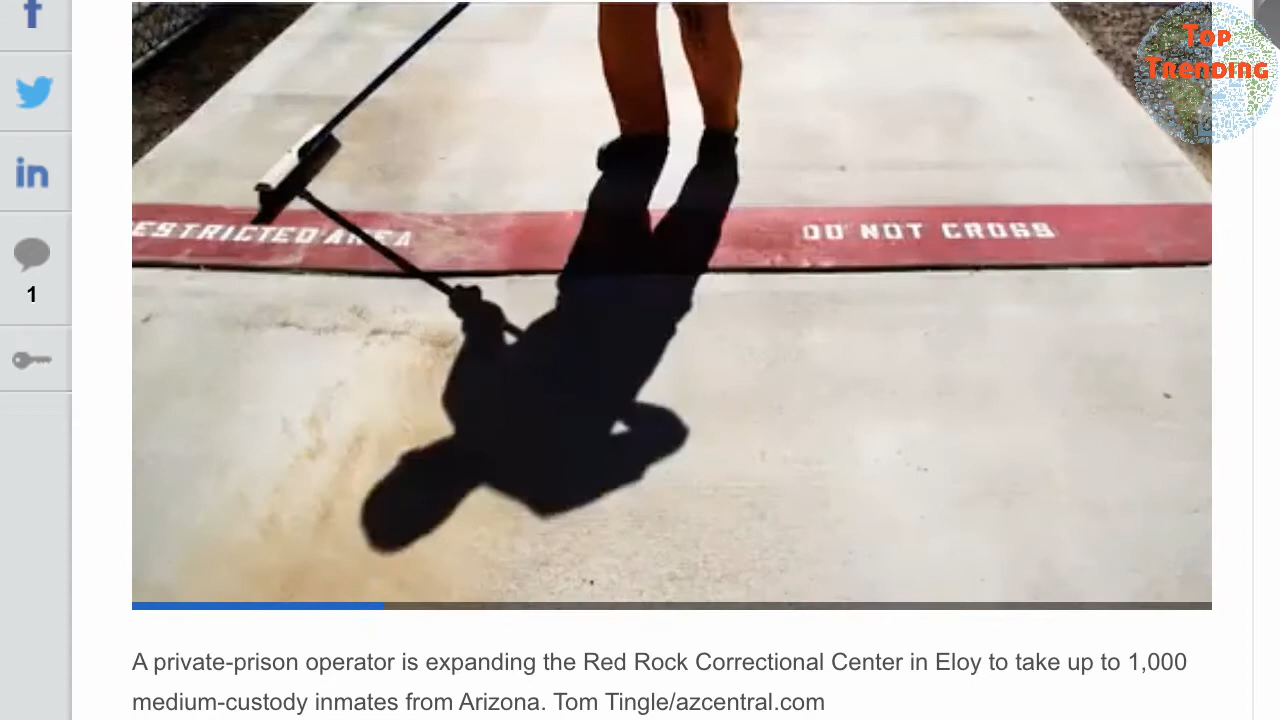 Top
Trending
ESTRICTED AREA DO NOT CROSS
1
A private-prison operator is expanding the Red Rock Correctional Center in Eloy to take up to 1,000
medium-custody inmates from Arizona. Tom Tingle/azcentral.com
f
in